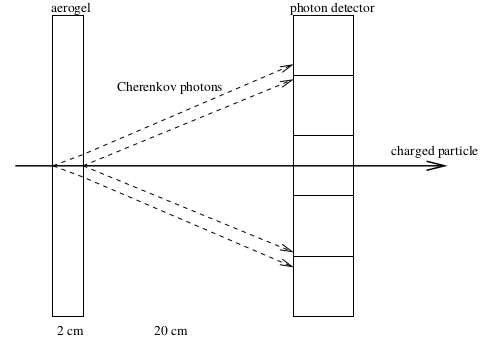 aerogel
photon detector
Cherenkov photons
charged particle
2 cm
20 cm